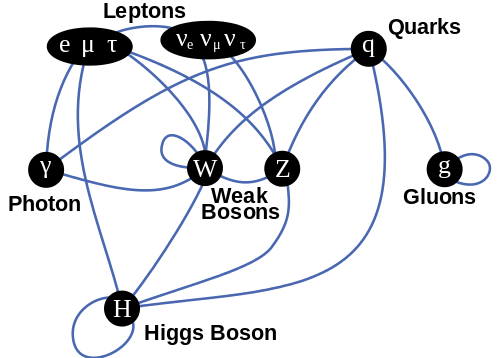 Leptons
e μ τ
νe νμ ντ
Quarks
q
γ
W
Z
g
Photon
Weak
Bosons
Gluons
H
Higgs Boson